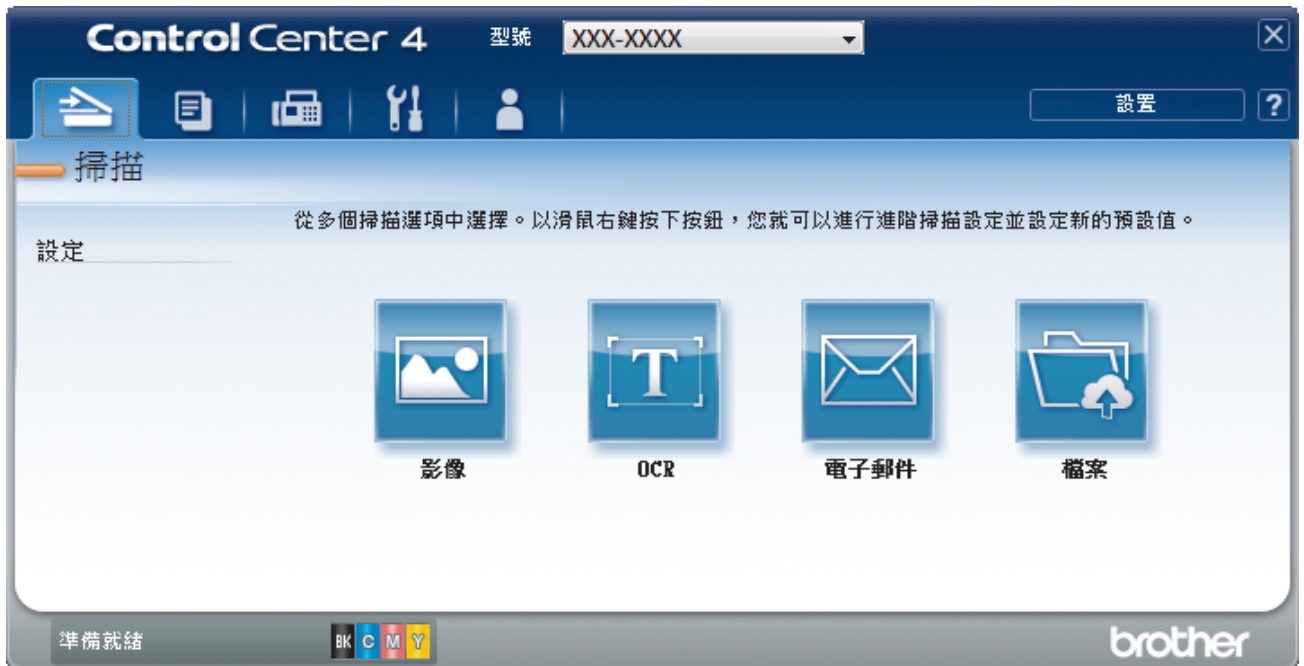 Control Center 4 型號 XXX-XXXX
設置 ?
掃描
從多個掃描選項中選擇。以滑鼠右鍵按下按鈕，您就可以進行進階掃描設定並設定新的預設值。
設定
T
影像 OCR 電子郵件 檔案
準備就緒 BK C M Y brother